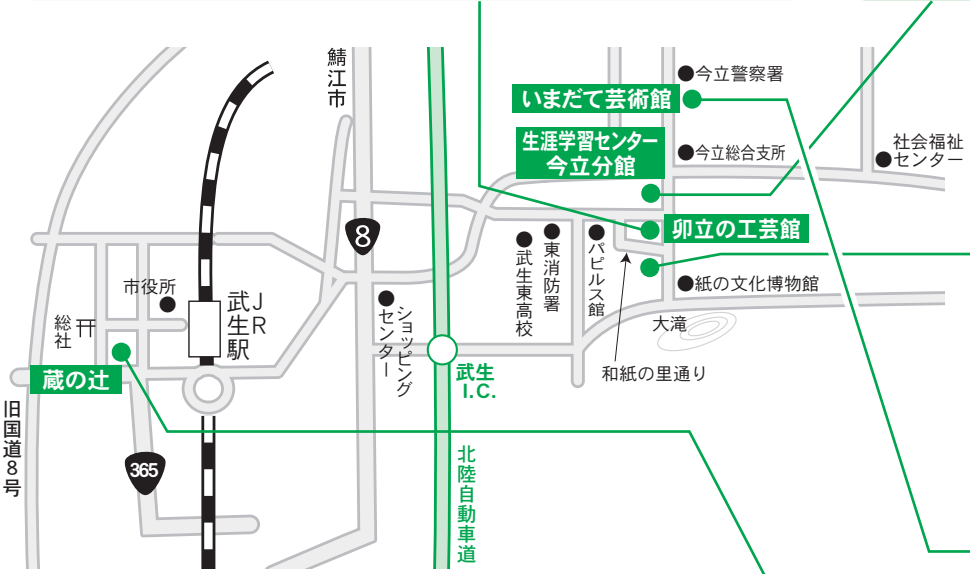 鯖江市
今立警察署
いまだて芸術館
生涯学習センター
今立分館
今立総合支所
社会福祉
センター
8
卯立の工芸館
武生東高校
東消防署
パピルス館
紙の文化博物館
市役所
JR
武生駅
総社
ショッピング
センター
大滝
和紙の里通り
武生
I.C.
蔵の辻
旧国道8号
365
北陸自動車道